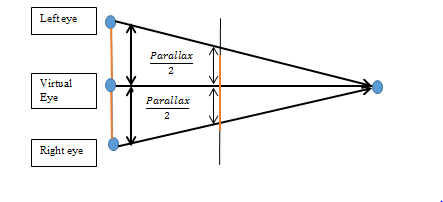 Left eye
Parallax
2
Virtual
Eye
Parallax
2
Right eye
.